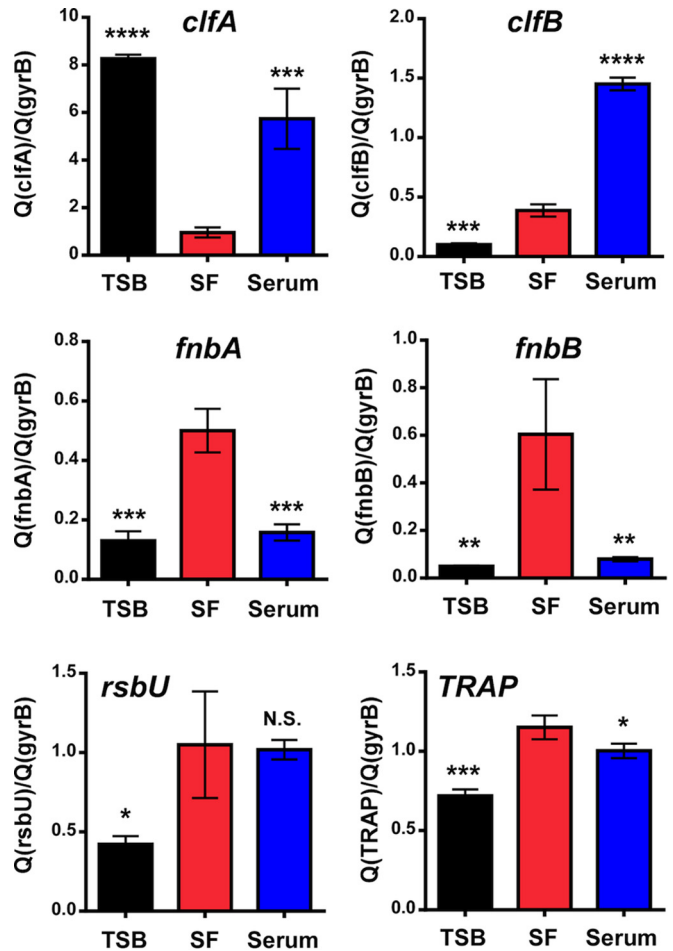 clfA
Q(clfA)/Q(gyrB)
10
8
6
4
2
0
****
***
TSB SF Serum
clfB
Q(clfB)/Q(gyrB)
2.0
1.5
1.0
0.5
0.0
***
****
TSB SF Serum
fnbA
Q(fnbA)/Q(gyrB)
0.8
0.6
0.4
0.2
0.0
***
***
TSB SF Serum
fnbB
Q(fnbB)/Q(gyrB)
1.0
0.8
0.6
0.4
0.2
0.0
**
**
TSB SF Serum
rsbU
Q(rsbU)/Q(gyrB)
1.5
1.0
0.5
0.0
*
N.S.
TSB SF Serum
TRAP
Q(TRAP)/Q(gyrB)
1.5
1.0
0.5
0.0
***
*
TSB SF Serum